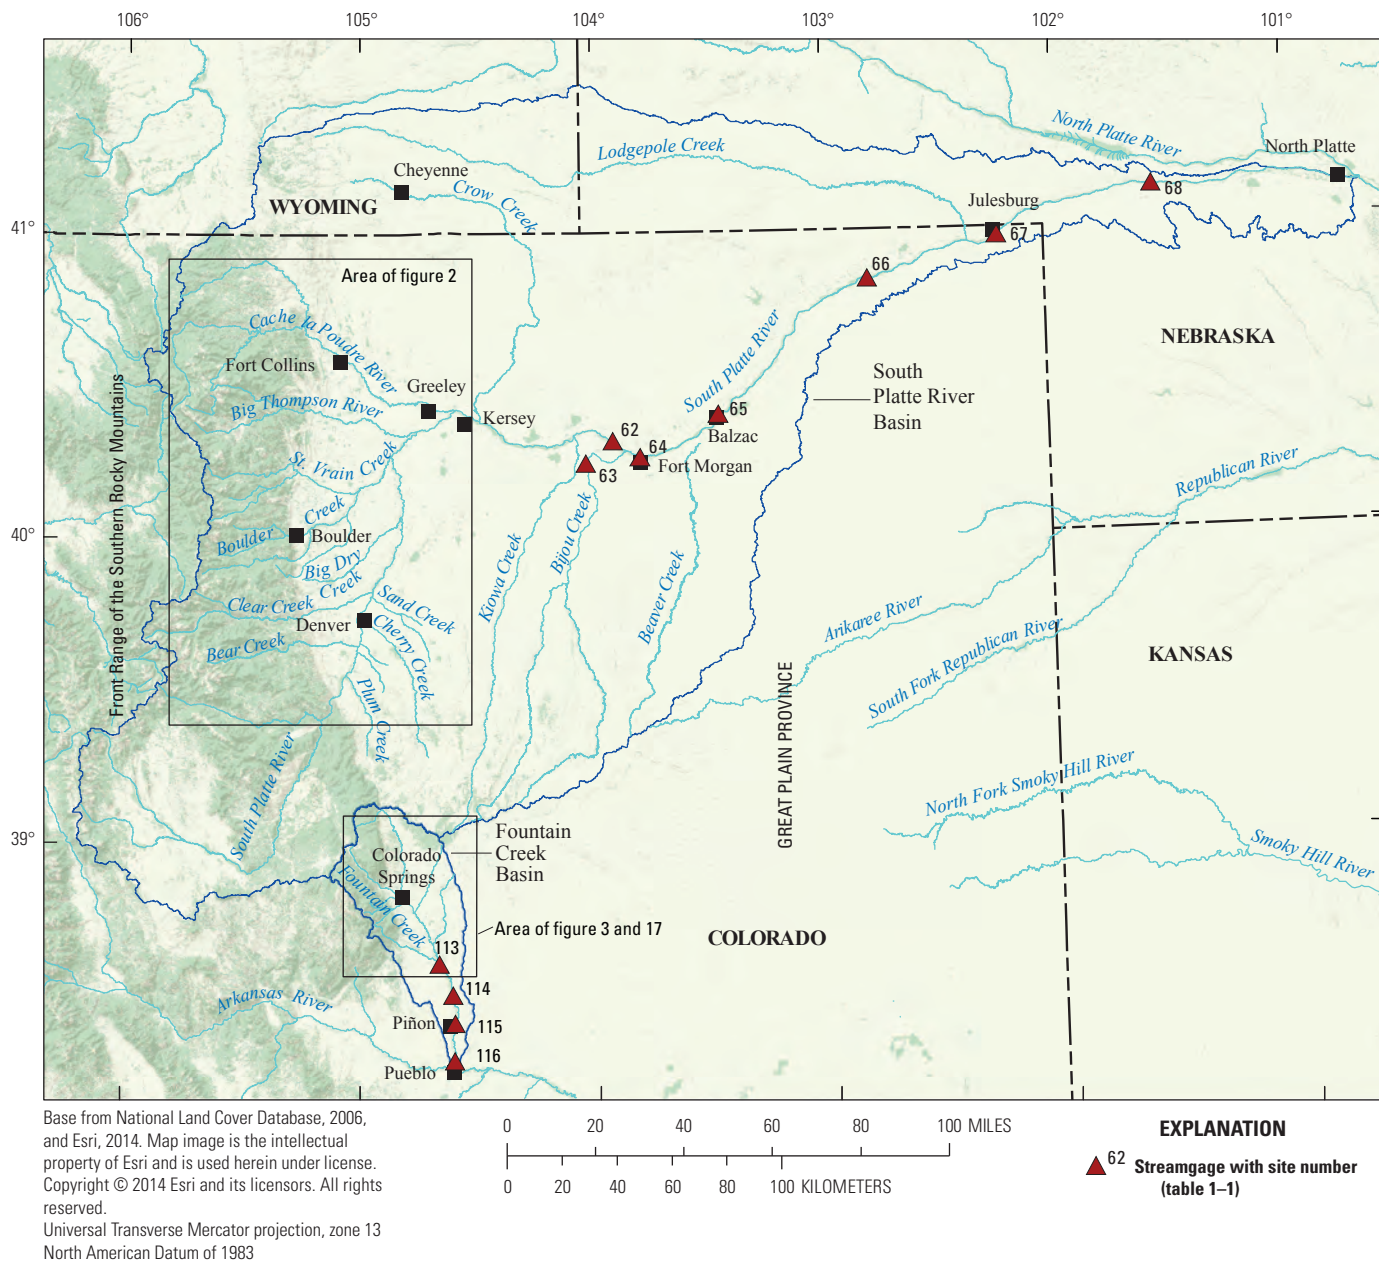 106°
105°
104°
103°
102°
101°
North Platte River
North Platte
Lodgepole Creek
Cheyenne
Crow Creek
68
Julesburg
WYOMING
41°
67
66
Area of figure 2
Cache la Poudre River
NEBRASKA
Fort Collins
South Platte River
South
Platte River
Basin
Greeley
Big Thompson River
Kersey
65
Balzac
62
64
Fort Morgan
63
St. Vrain Creek
Republican River
Front Range of the Southern Rocky Mountains
40°
Boulder Creek
Boulder
Big Dry
Creek
Kiowa Creek
Bijou Creek
Beaver Creek
Clear Creek
Sand Creek
Denver
Cherry Creek
Bear Creek
Plum Creek
Arikaree River
South Fork Republican River
KANSAS
GREAT PLAIN PROVINCE
South Platte River
North Fork Smoky Hill River
39°
Smoky Hill River
Fountain
Creek
Basin
Colorado
Springs
Fountain Creek
Area of figure 3 and 17
COLORADO
113
114
Arkansas River
Piñon
115
116
Pueblo
Base from National Land Cover Database, 2006,
and Esri, 2014. Map image is the intellectual
property of Esri and is used herein under license.
Copyright © 2014 Esri and its licensors. All rights
reserved.
Universal Transverse Mercator projection, zone 13
North American Datum of 1983
0 20 40 60 80 100 MILES
0 20 40 60 80 100 KILOMETERS
EXPLANATION
62 Streamgage with site number
(table 1–1)